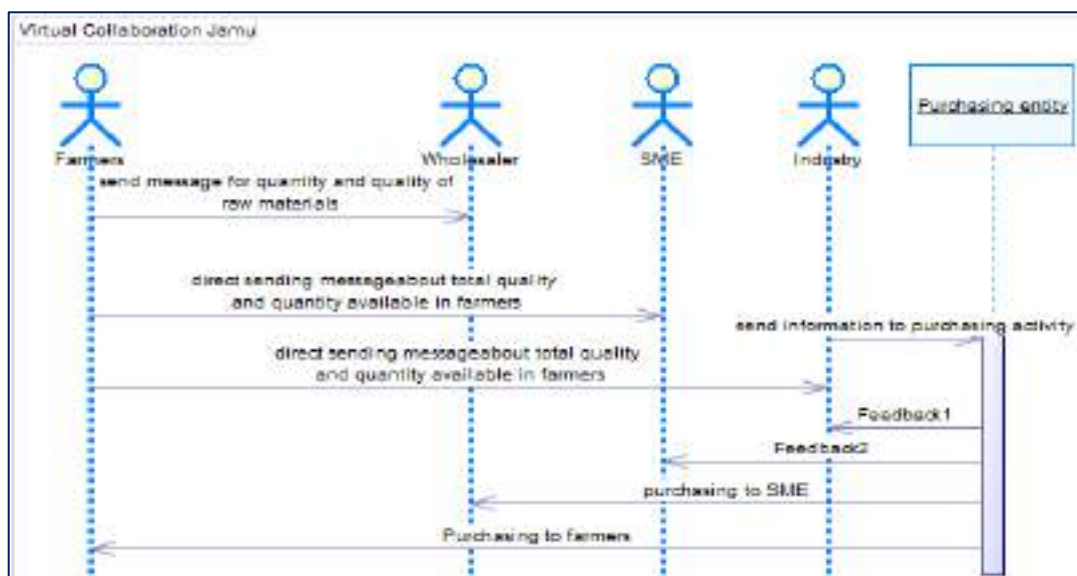 Virtual Collaboration Jamu
Farmers
Wholesaler
SME
Industry
Purchasing entity
send message for quantity and quality of
raw materials
direct sending messageabout total quality
and quantity available in farmers
send information to purchasing activity
direct sending messageabout total quality
and quantity available in farmers
Feedback1
Feedback2
purchasing to SME
Purchasing to farmers